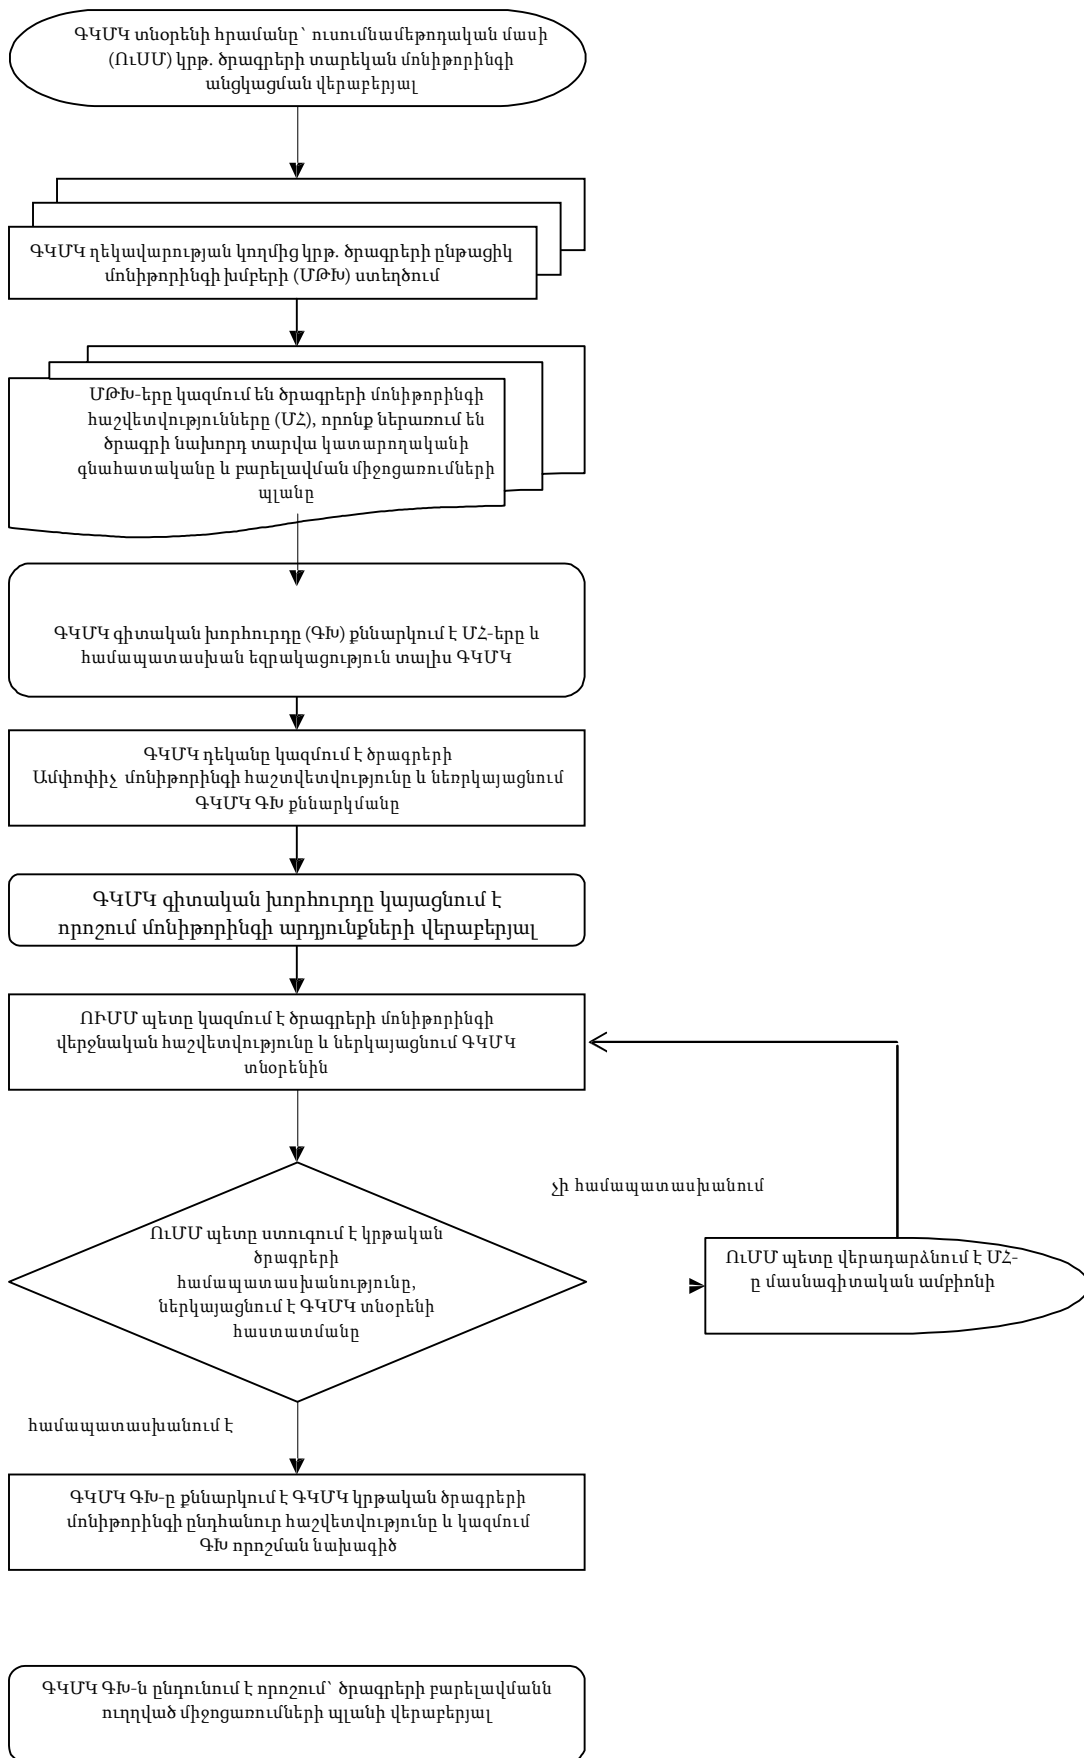 ԳԿՄԿ տնօրենի հրամանը՝ ուսումնամեթոդական մասի
(ՈւՍՄ) կրթ. ծրագրերի տարեկան մոնիթորինգի
անցկացման վերաբերյալ
ԳԿՄԿ ղեկավարության կողմից կրթ. ծրագրերի ընթացիկ
մոնիթորինգի խմբերի (ՄԹԽ) ստեղծում
ՄԹԽ-երը կազմում են ծրագրերի մոնիթորինգի
հաշվետվությունները (ՄՀ), որոնք ներառում են
ծրագրի նախորդ տարվա կատարողականի
գնահատականը և բարելավման միջոցառումների
պլանը
ԳԿՄԿ գիտական խորհուրդը (ԳԽ) քննարկում է ՄՀ-երը և
համապատասխան եզրակացություն տալիս ԳԿՄԿ
ԳԿՄԿ դեկանը կազմում է ծրագրերի
Ամփոփիչ մոնիթորինգի հաշտվետվությունը և ներրկայացնում
ԳԿՄԿ ԳԽ քննարկմանը
ԳԿՄԿ գիտական խորհուրդը կայացնում է
որոշում մոնիթորինգի արդյունքների վերաբերյալ
ՈՒՄՄ պետը կազմում է ծրագրերի մոնիթորինգի
վերջնական հաշվետվությունը և ներկայացնում ԳԿՄԿ
տնօրենին
չի համապատասխանում
ՈւՄՄ պետը ստուգում է կրթական
ծրագրերի
համապատասխանությունը,
ներկայացնում է ԳԿՄԿ տնօրենի
հաստատմանը
ՈւՄՄ պետը վերադարձնում է ՄՀ-
ը մասնագիտական ամբիոնի
համապատասխանում է
ԳԿՄԿ ԳԽ-ը քննարկում է ԳԿՄԿ կրթական ծրագրերի
մոնիթորինգի ընդհանուր հաշվետվությունը և կազմում
ԳԽ որոշման նախագիծ
ԳԿՄԿ ԳԽ-ն ընդունում է որոշում՝ ծրագրերի բարելավմանն
ուղղված միջոցառումների պլանի վերաբերյալ